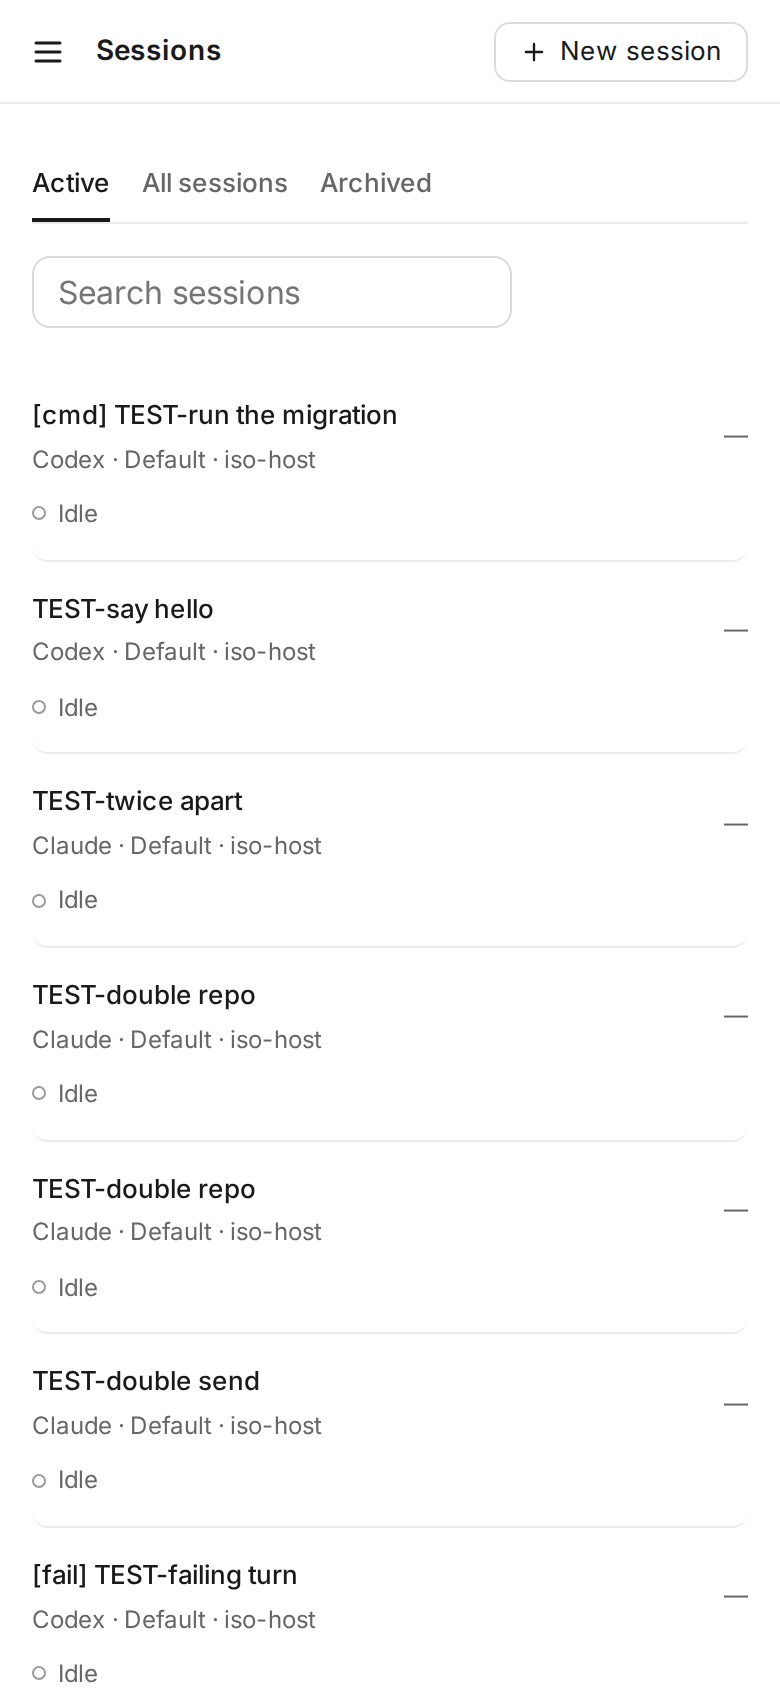 Sessions
+ New session
Active
All sessions
Archived
Search sessions
[cmd] TEST-run the migration
—
Codex · Default · iso-host
Idle
TEST-say hello
—
Codex · Default · iso-host
Idle
TEST-twice apart
—
Claude · Default · iso-host
Idle
TEST-double repo
—
Claude · Default · iso-host
Idle
TEST-double repo
—
Claude · Default · iso-host
Idle
TEST-double send
—
Claude · Default · iso-host
Idle
[fail] TEST-failing turn
—
Codex · Default · iso-host
Idle